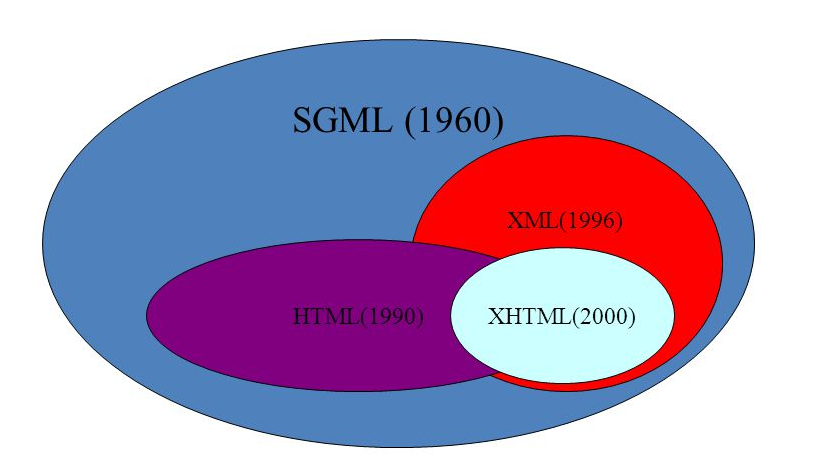 SGML (1960)
XML(1996)
HTML(1990)
XHTML(2000)